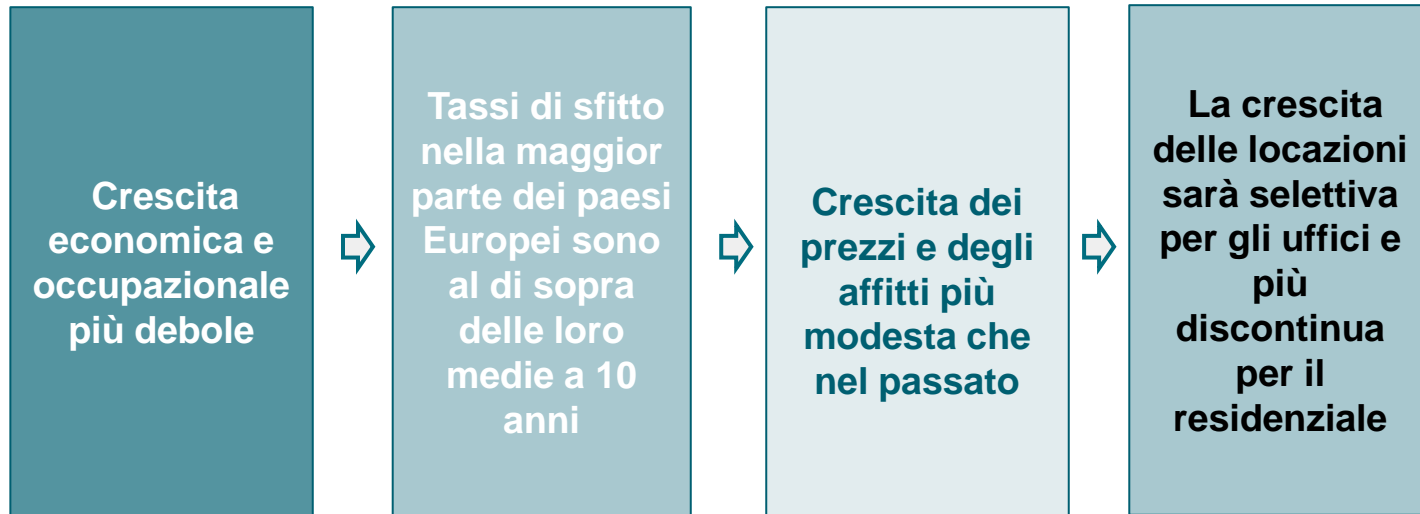 Crescita
economica e
occupazionale
più debole
Tassi di sfitto
nella maggior
parte dei paesi
Europei sono
al di sopra
delle loro
medie a 10
anni
Crescita dei
prezzi e degli
affitti più
modesta che
nel passato
La crescita
delle locazioni
sarà selettiva
per gli uffici e
più
discontinua
per il
residenziale